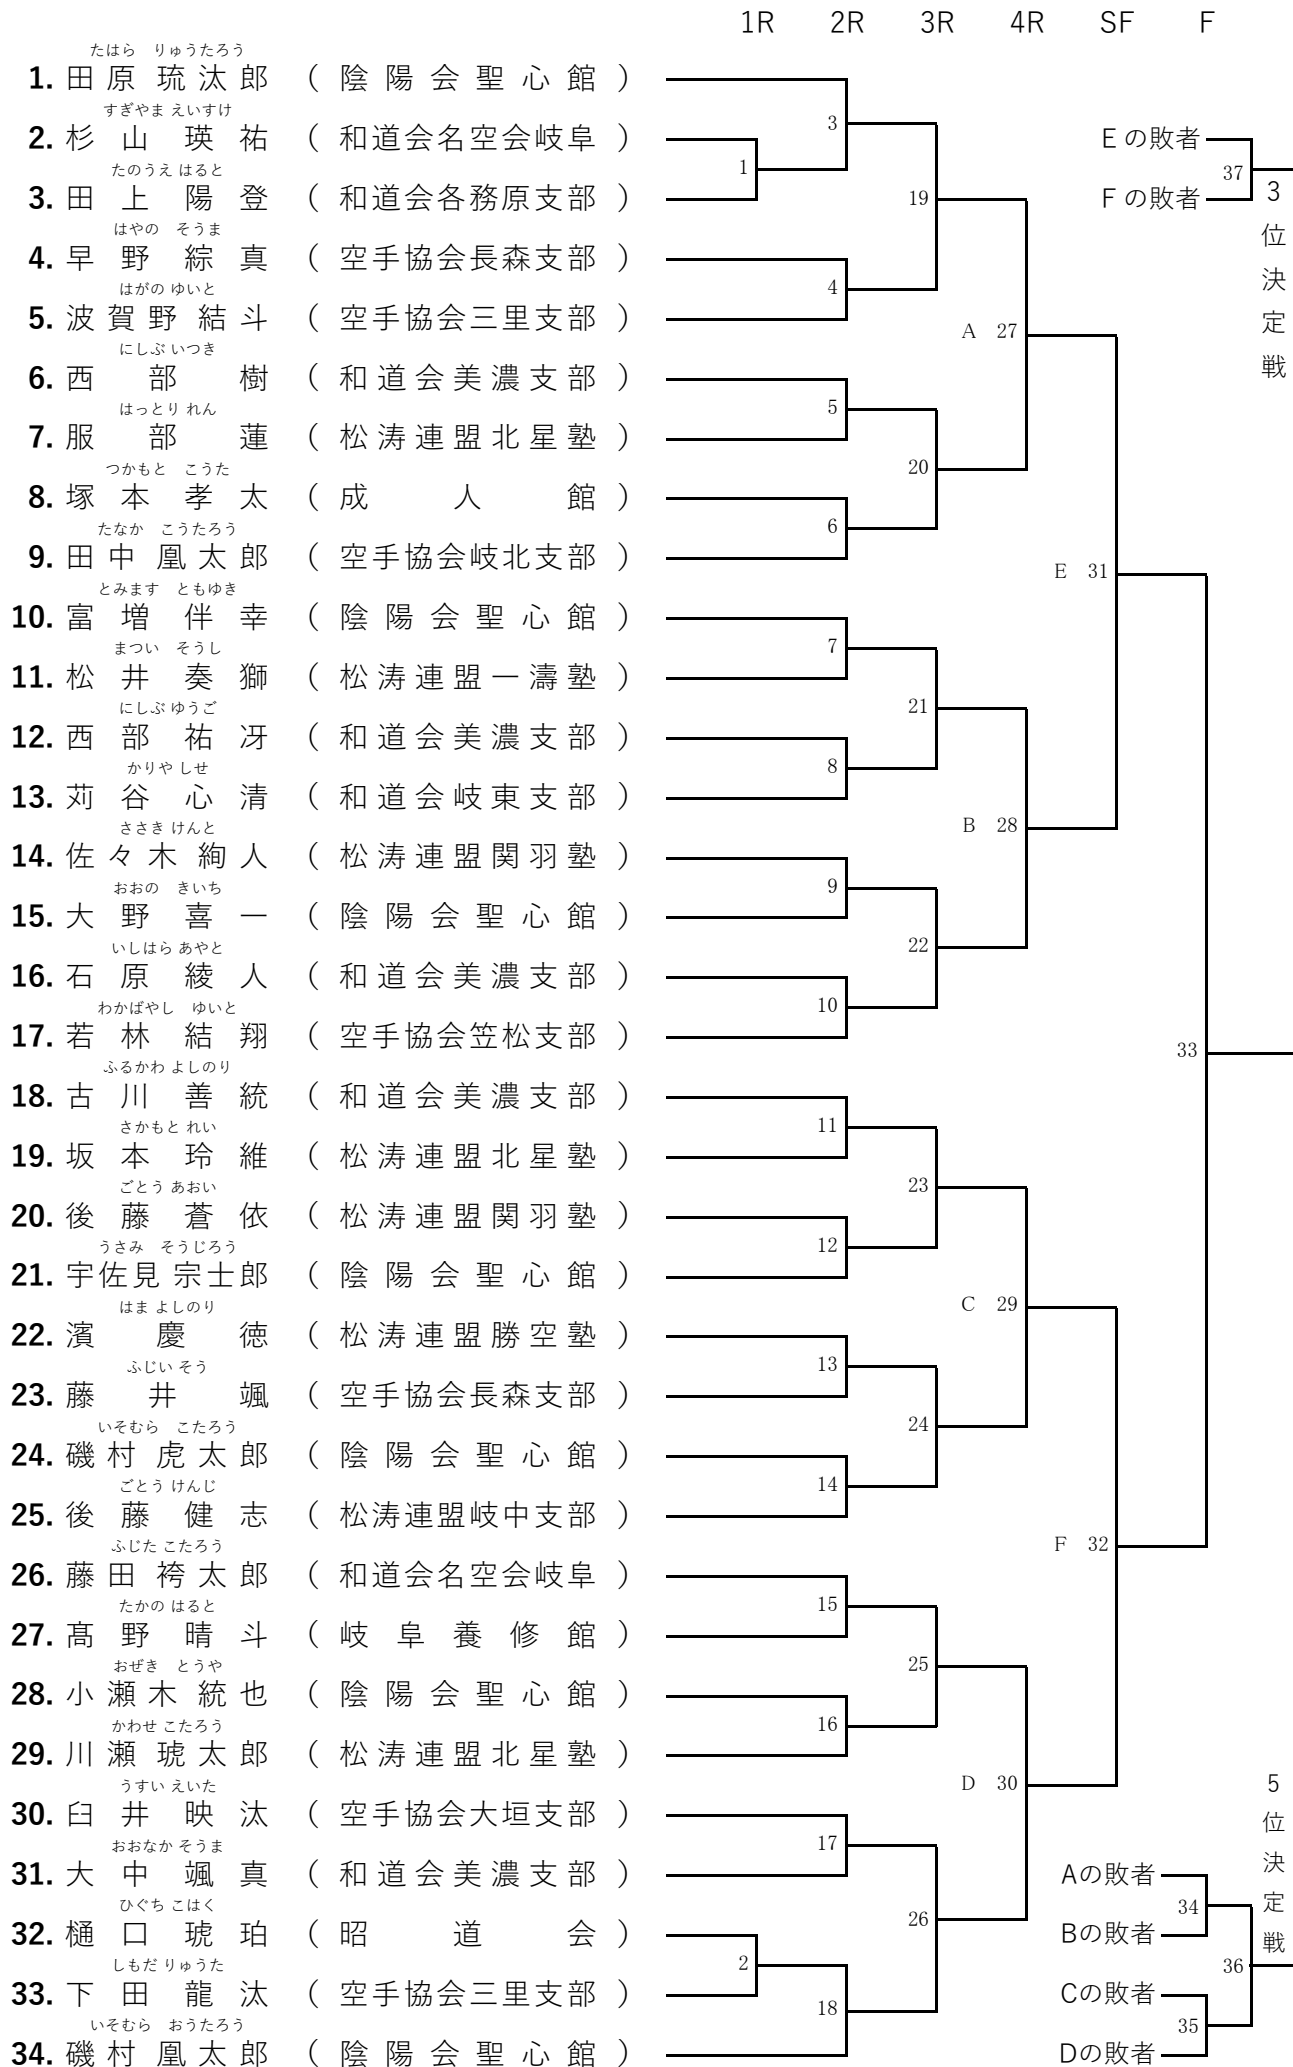 1R 2R 3R 4R SF F
たはら りゅうたろう
1. 田原琉汰郎 (陰陽会聖心館)
すぎやま えいすけ
2. 杉山瑛祐 (和道会名空会岐阜)
たのうえ はると
3. 田上陽登 (和道会各務原支部)
はやの そうま
4. 早野綜真 (空手協会長森支部)
はがの ゆいと
5. 波賀野結斗 (空手協会三里支部)
にしぶ いつき
6. 西部樹 (和道会美濃支部)
はっとり れん
7. 服部蓮 (松涛連盟北星塾)
つかもと こうた
8. 塚本孝太 (成人館)
たなか こうたろう
9. 田中凰太郎 (空手協会岐北支部)
とみます ともゆき
10. 富増伴幸 (陰陽会聖心館)
まつい そうし
11. 松井奏獅 (松涛連盟一濤塾)
にしぶ ゆうご
12. 西部祐冴 (和道会美濃支部)
かりや しせ
13. 苅谷心清 (和道会岐東支部)
ささき けんと
14. 佐々木絢人 (松涛連盟関羽塾)
おおの きいち
15. 大野喜一 (陰陽会聖心館)
いしはら あやと
16. 石原綾人 (和道会美濃支部)
わかばやし ゆいと
17. 若林結翔 (空手協会笠松支部)
ふるかわ よしのり
18. 古川善統 (和道会美濃支部)
さかもと れい
19. 坂本玲維 (松涛連盟北星塾)
ごとう あおい
20. 後藤蒼依 (松涛連盟関羽塾)
うさみ そうじろう
21. 宇佐見宗士郎 (陰陽会聖心館)
はま よしのり
22. 濱慶徳 (松涛連盟勝空塾)
ふじい そう
23. 藤井颯 (空手協会長森支部)
いそむら こたろう
24. 磯村虎太郎 (陰陽会聖心館)
ごとう けんじ
25. 後藤健志 (松涛連盟岐中支部)
ふじた こたろう
26. 藤田袴太郎 (和道会名空会岐阜)
たかの はると
27. 髙野晴斗 (岐阜養修館)
おぜき とうや
28. 小瀬木統也 (陰陽会聖心館)
かわせ こたろう
29. 川瀬琥太郎 (松涛連盟北星塾)
うすい えいた
30. 臼井映汰 (空手協会大垣支部)
おおなか そうま
31. 大中颯真 (和道会美濃支部)
ひぐち こはく
32. 樋口琥珀 (昭道会)
しもだ りゅうた
33. 下田龍汰 (空手協会三里支部)
いそむら おうたろう
34. 磯村凰太郎 (陰陽会聖心館)
1
2
3
4
5
6
7
8
9
10
11
12
13
14
15
16
17
18
19
20
21
22
23
24
25
26
A 27
B 28
C 29
D 30
E 31
F 32
33
Eの敗者
Fの敗者
37
3位決定戦
Aの敗者
Bの敗者
Cの敗者
Dの敗者
34
35
36
5位決定戦